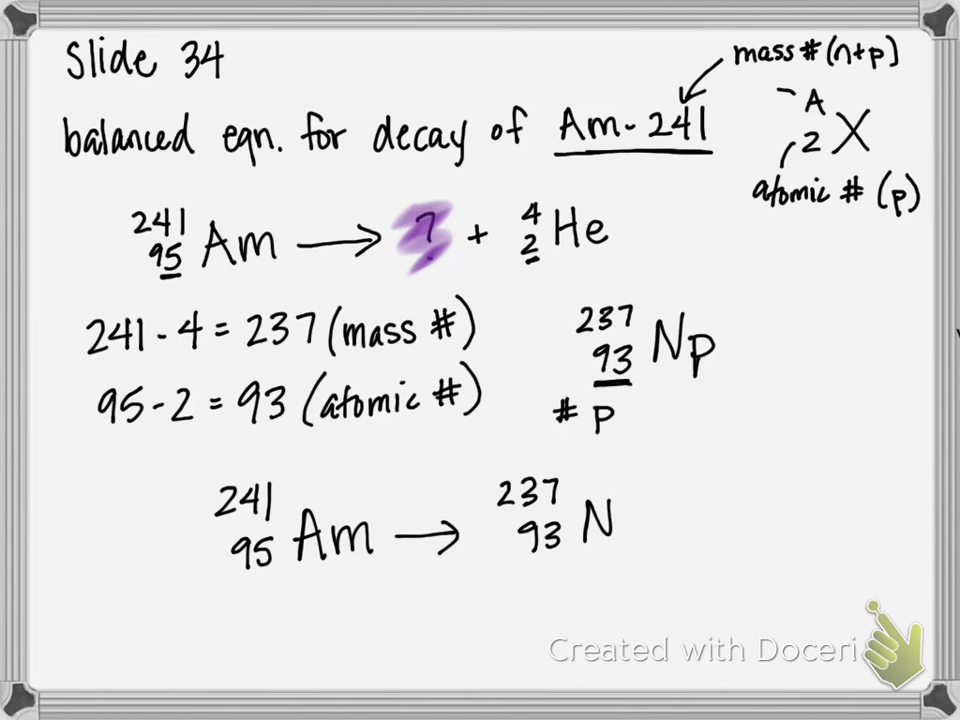 Slide 34
mass # (n+p)
balanced eqn. for decay of Am-241
A
2 X
atomic # (p)
241
95 Am → ? + 4
2 He
241 - 4 = 237 (mass #)
237
93 Np
95 - 2 = 93 (atomic #)
# p
241
95 Am → 237
93 N
Created with Doceri